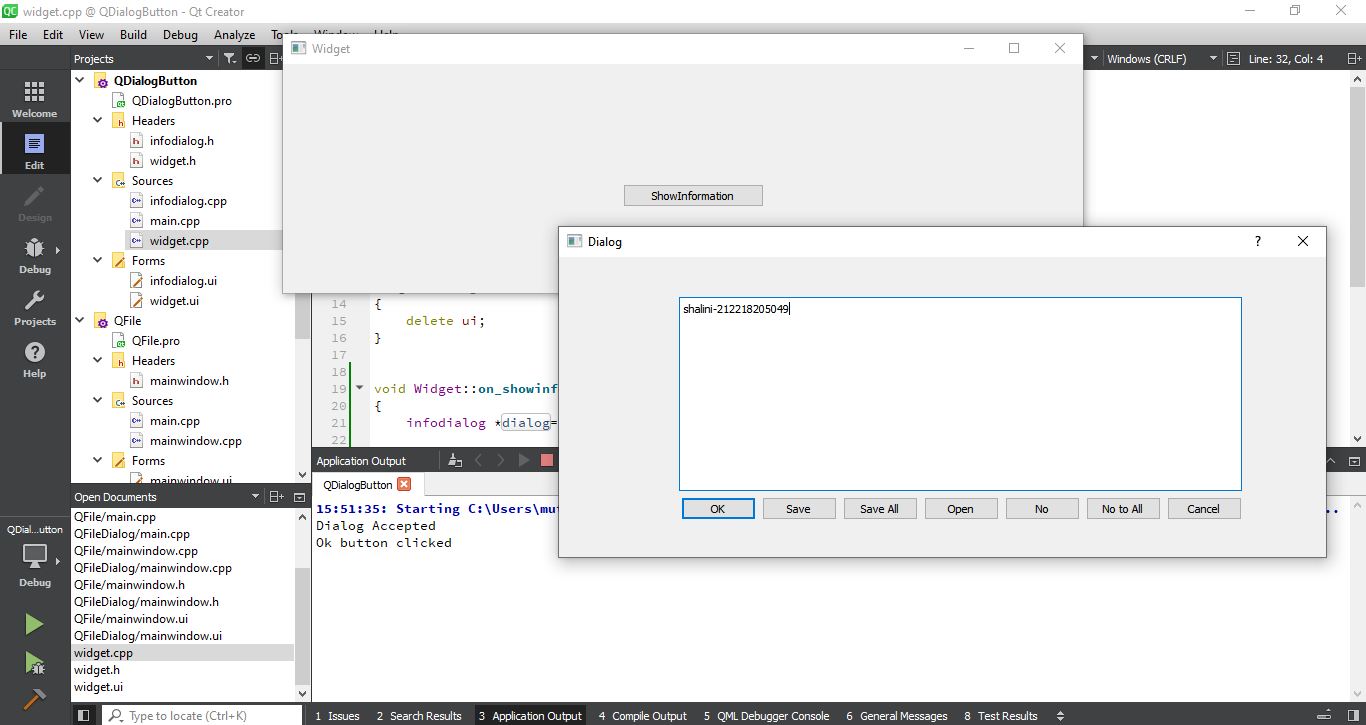 widget.cpp @ QDialogButton - Qt Creator
File Edit View Build Debug Analyze
Widget
Projects
Windows (CRLF) Line: 32, Col: 4
Welcome
Edit
Design
Debug
Projects
Help
QDialogButton
QDialogButton.pro
Headers
infodialog.h
widget.h
Sources
infodialog.cpp
main.cpp
widget.cpp
Forms
infodialog.ui
widget.ui
QFile
QFile.pro
Headers
mainwindow.h
Sources
main.cpp
mainwindow.cpp
Forms
mainwindow.ui
ShowInformation
Dialog ?
shalini-212218205049
OK Save Save All Open No No to All Cancel
14 {
15 delete ui;
16 }
17
18
19 void Widget::on_showinf
20 {
21 infodialog *dialog=
22
Application Output
QDialogButton
15:51:35: Starting C:\Users\mu ..
Dialog Accepted
Ok button clicked
Open Documents
QFile/main.cpp
QFileDialog/main.cpp
QFile/mainwindow.cpp
QFileDialog/mainwindow.cpp
QFile/mainwindow.h
QFileDialog/mainwindow.h
QFile/mainwindow.ui
QFileDialog/mainwindow.ui
widget.cpp
widget.h
widget.ui
QDial...utton
Debug
Type to locate (Ctrl+K)
1 Issues 2 Search Results 3 Application Output 4 Compile Output 5 QML Debugger Console 6 General Messages 8 Test Results